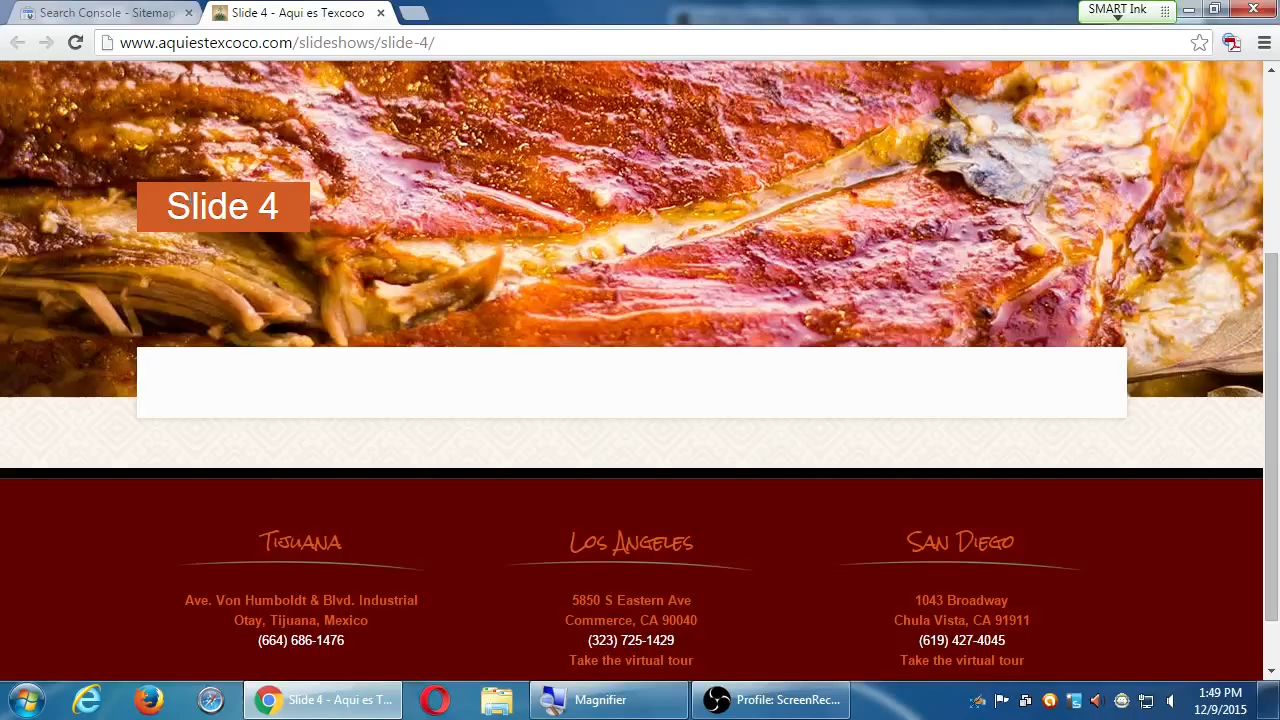 Search Console - Sitemap
Slide 4 - Aqui es Texcoco
SMART Ink
www.aquiestexcoco.com/slideshows/slide-4/
Slide 4
Tijuana
Los Angeles
San Diego
Ave. Von Humboldt & Blvd. Industrial
Otay, Tijuana, Mexico
(664) 686-1476
5850 S Eastern Ave
Commerce, CA 90040
(323) 725-1429
Take the virtual tour
1043 Broadway
Chula Vista, CA 91911
(619) 427-4045
Take the virtual tour
Slide 4 - Aqui es T...
Magnifier
Profile: ScreenRec...
1:49 PM
12/9/2015